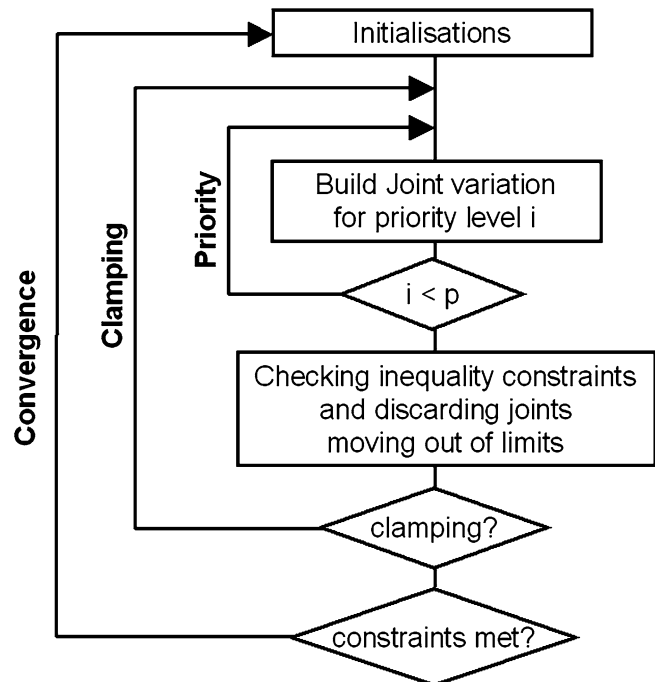 Initialisations
Build Joint variation
for priority level i
i < p
Checking inequality constraints
and discarding joints
moving out of limits
clamping?
constraints met?
Priority
Clamping
Convergence